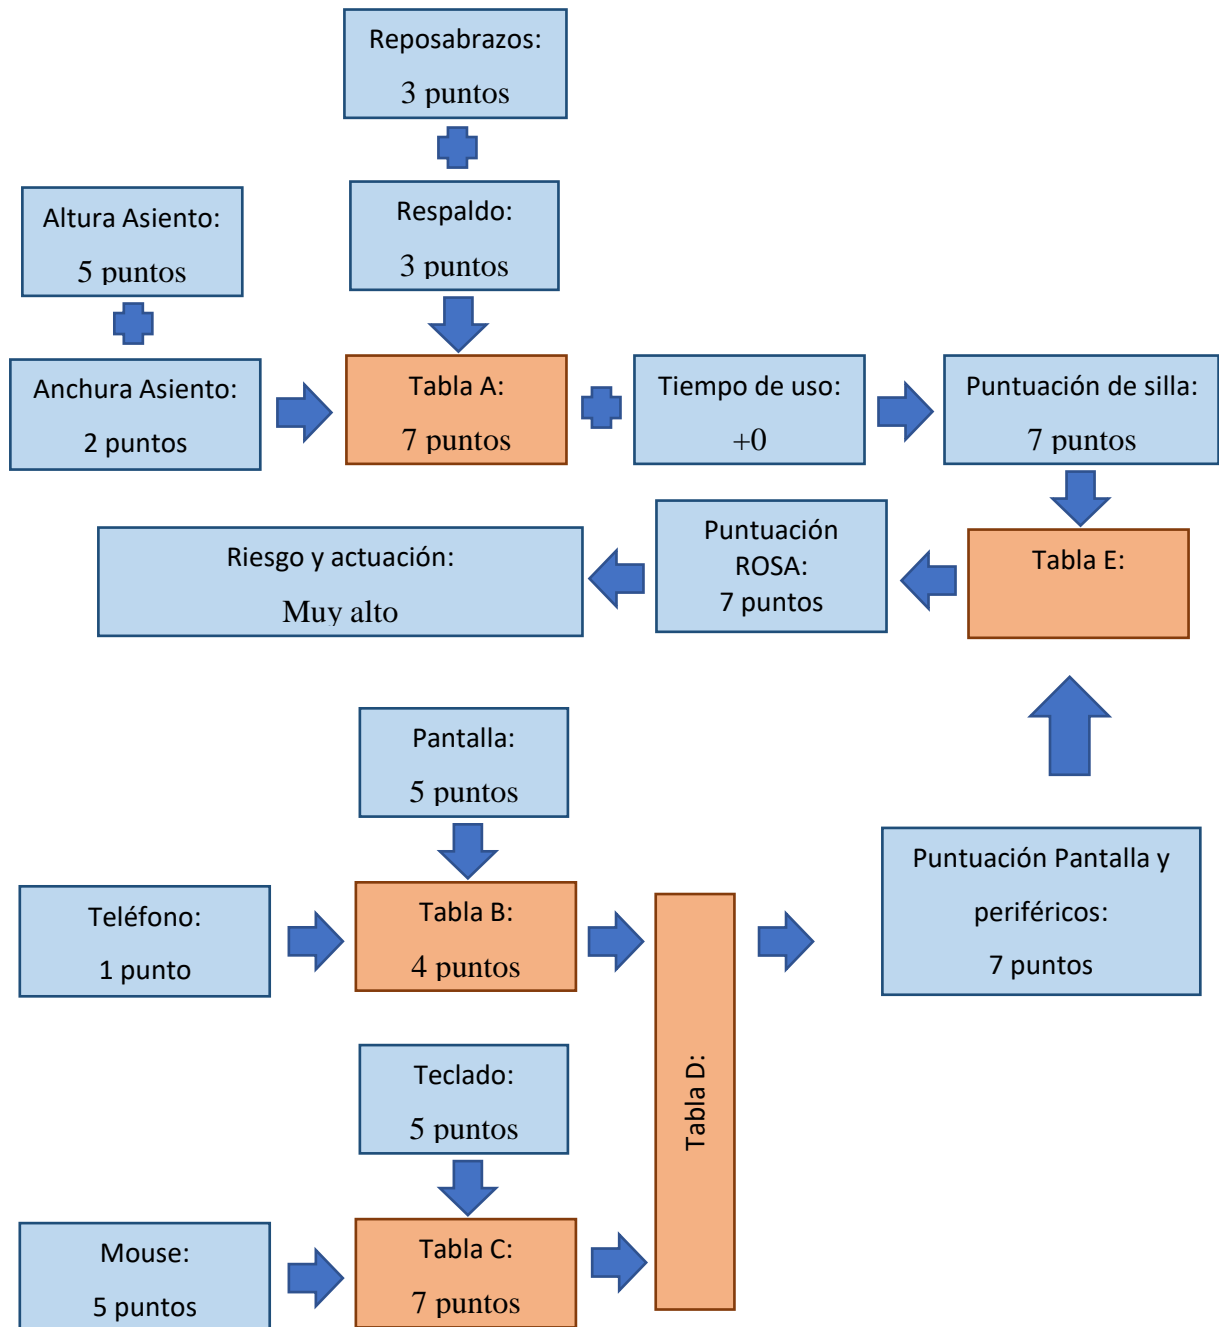 Reposabrazos:
3 puntos
Altura Asiento:
5 puntos
Respaldo:
3 puntos
Anchura Asiento:
2 puntos
Tabla A:
7 puntos
Tiempo de uso:
+0
Puntuación de silla:
7 puntos
Riesgo y actuación:
Muy alto
Puntuación
ROSA:
7 puntos
Tabla E:
Pantalla:
5 puntos
Teléfono:
1 punto
Tabla B:
4 puntos
Tabla D:
Puntuación Pantalla y
periféricos:
7 puntos
Teclado:
5 puntos
Mouse:
5 puntos
Tabla C:
7 puntos